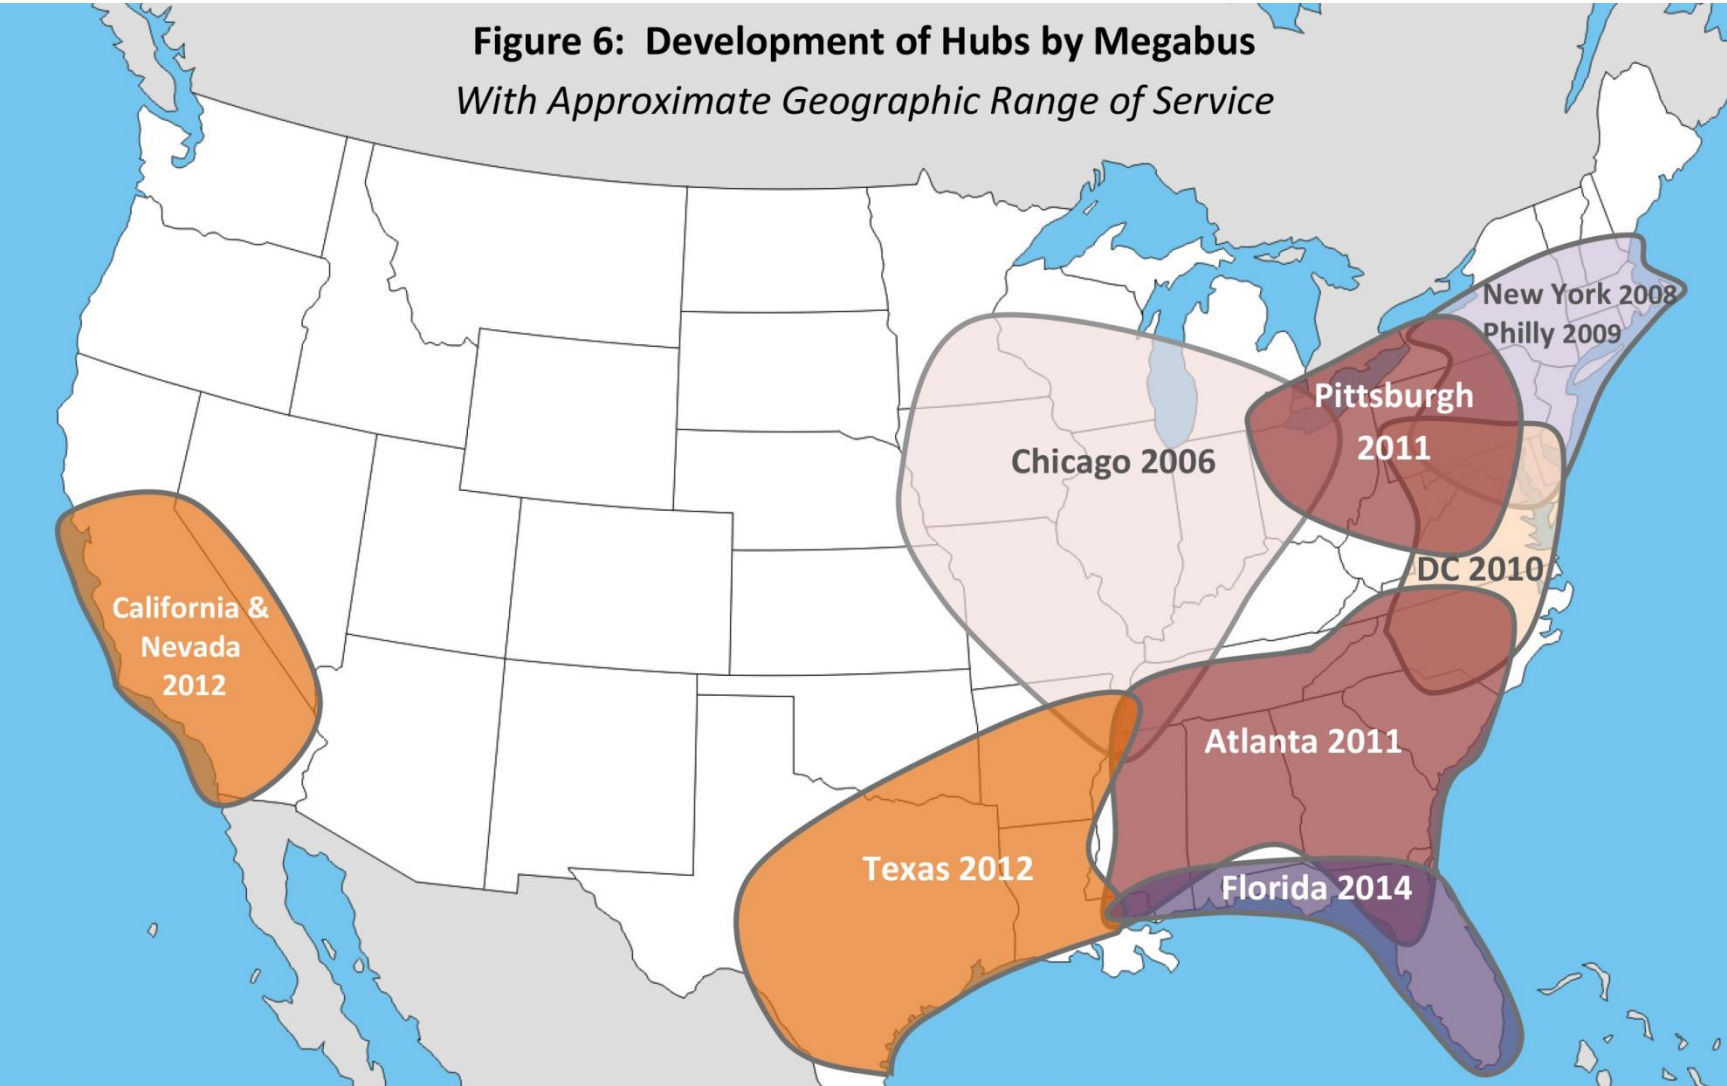 Figure 6:  Development of Hubs by Megabus
With Approximate Geographic Range of Service
New York 2008
Philly 2009
Pittsburgh
2011
Chicago 2006
DC 2010
California &
Nevada
2012
Atlanta 2011
Texas 2012
Florida 2014